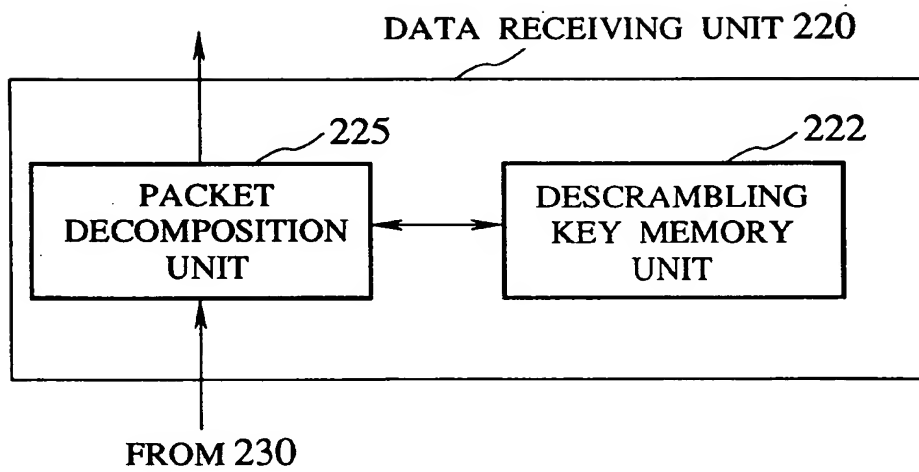 DATA RECEIVING UNIT 220
225
222
PACKET
DECOMPOSITION
UNIT
DESCRAMBLING
KEY MEMORY
UNIT
FROM 230